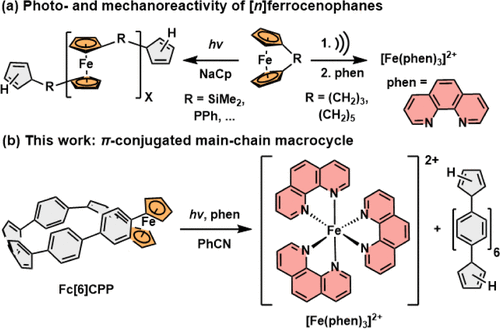 (a) Photo- and mechanoreactivity of [n]ferrocenophanes
H R Fe R H X
hν
NaCp
R = SiMe2,
PPh, ...
Fe R
1. )))
2. phen
R = (CH2)3,
(CH2)5
[Fe(phen)3]2+
phen =
N N
(b) This work: π-conjugated main-chain macrocycle
Fe
Fc[6]CPP
hν, phen
PhCN
N N N Fe N N N
2+
+
H
6
H
[Fe(phen)3]2+